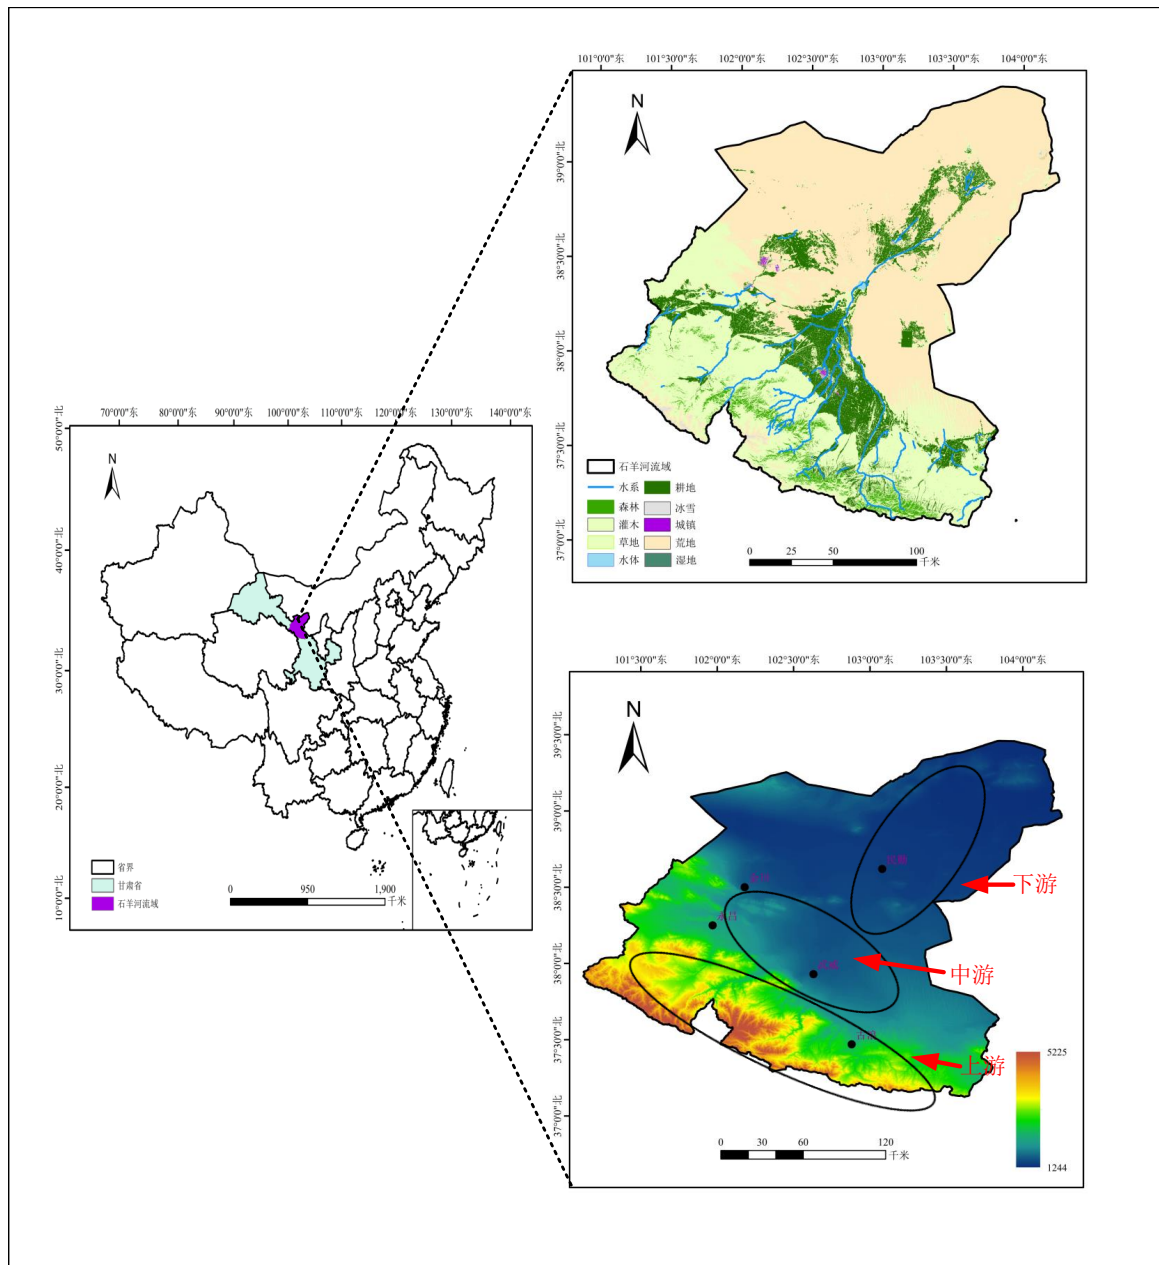 101°0'0"东 101°30'0"东 102°0'0"东 102°30'0"东 103°0'0"东 103°30'0"东 104°0'0"东
N
39°0'0"北
38°30'0"北
38°0'0"北
37°30'0"北
37°0'0"北
石羊河流域
水系 耕地
森林 冰雪
灌木 城镇
草地 荒地
水体 湿地
0 25 50 100
千米
70°0'0"东 80°0'0"东 90°0'0"东 100°0'0"东 110°0'0"东 120°0'0"东 130°0'0"东 140°0'0"东
N
50°0'0"北
40°0'0"北
30°0'0"北
20°0'0"北
10°0'0"北
省界
甘肃省
石羊河流域
0 950 1,900
千米
101°30'0"东 102°0'0"东 102°30'0"东 103°0'0"东 103°30'0"东 104°0'0"东
N
39°30'0"北
39°0'0"北
38°30'0"北
38°0'0"北
37°30'0"北
37°0'0"北
下游
永昌
中游
上游
5225
1244
0 30 60 120
千米